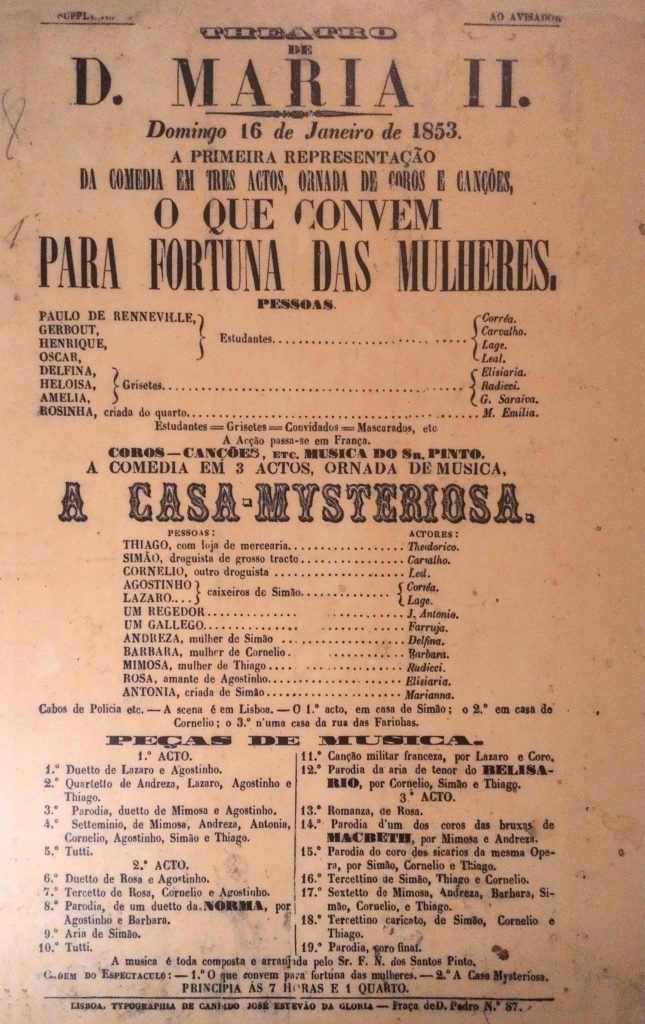 SUPPLEM
AO AVISADOR
THEATRO
DE
D. MARIA II.
Domingo 16 de Janeiro de 1853.
A PRIMEIRA REPRESENTAÇÃO
DA COMEDIA EM TRES ACTOS, ORNADA DE COROS E CANÇÕES,
O QUE CONVEM
PARA FORTUNA DAS MULHERES.
PESSOAS.
PAULO DE RENNEVILLE, Corrêa.
GERBOUT, Estudantes Carvalho.
HENRIQUE, Lage.
OSCAR, Leal.
DELFINA, Elisiaria.
HELOISA, Grisetes Radicci.
AMELIA, G. Saraiva.
ROSINHA, criada do quarto M. Emilia.
Estudantes = Grisetes = Convidados = Mascarados, etc
A Acção passa-se em França.
COROS — CANÇÕES, ETC. MUSICA DO SR. PINTO.
A COMEDIA EM 3 ACTOS, ORNADA DE MUSICA,
A CASA-MYSTERIOSA.
PESSOAS: ACTORES:
THIAGO, com loja de mercearia Theodorico.
SIMÃO, droguista de grosso tracto Carvalho.
CORNELIO, outro droguista
AGOSTINHO Corrêa.
LAZARO caixeiros de Simão Lage.
UM REGEDOR J. Antonio.
UM GALLEGO Farruja.
ANDREZA, mulher de Simão Delfina.
BARBARA, mulher de Cornelio Barbara.
MIMOSA, mulher de Thiago Radicci.
ROSA, amante de Agostinho Elisiaria.
ANTONIA, criada de Simão Marianna.
Cabos de Policia etc. — A scena é em Lisboa. — O 1.º acto, em casa de Simão; o 2.º em casa de
Cornelio; o 3.º n'uma casa da rua das Farinhas.
PEÇAS DE MUSICA.
1.º ACTO.
1.º Duetto de Lazaro e Agostinho.
2.º Quartetto de Andreza, Lazaro, Agostinho e
Thiago.
3.º Parodia, duetto de Mimosa e Agostinho.
4.º Setteminio, de Mimosa, Andreza, Antonia,
Cornelio, Agostinho, Simão e Thiago.
5.º Tutti.
2.º ACTO.
6.º Duetto de Rosa e Agostinho.
7.º Tercetto de Rosa, Cornelio e Agostinho.
8.º Parodia, de um duetto da NORMA, por
Agostinho e Barbara.
9.º Aria de Simão.
10.º Tutti.
11.º Canção militar franceza, por Lazaro e Coro.
12.º Parodia da aria de tenor do BELISA-
RIO, por Cornelio, Simão e Thiago.
3.º ACTO.
13.º Romanza, de Rosa.
14.º Parodia d'um dos coros das bruxas de
MACBETH, por Mimosa e Andreza.
15.º Parodia do coro dos sicarios da mesma Ope-
ra, por Simão, Cornelio e Thiago.
16.º Tercettino de Simão, Thiago e Cornelio.
17.º Sextetto de Mimosa, Andreza, Barbara, Si-
mão, Cornelio, e Thiago.
18.º Tercettino caricato, de Simão, Cornelio e
Thiago.
19.º Parodia, coro final.
A musica é toda composta e arranjada pelo Sr. F. N. dos Santos Pinto.
ORDEM DO ESPECTACULO: — 1.º O que convem para fortuna das mulheres. — 2.º A Casa Mysteriosa.
PRINCIPIA ÁS 7 HORAS E 1 QUARTO.
LISBOA. TYPOGRAPHIA DE CANDIDO JOSÉ ESTEVÃO DA GLORIA — Praça de D. Pedro N.º 87.